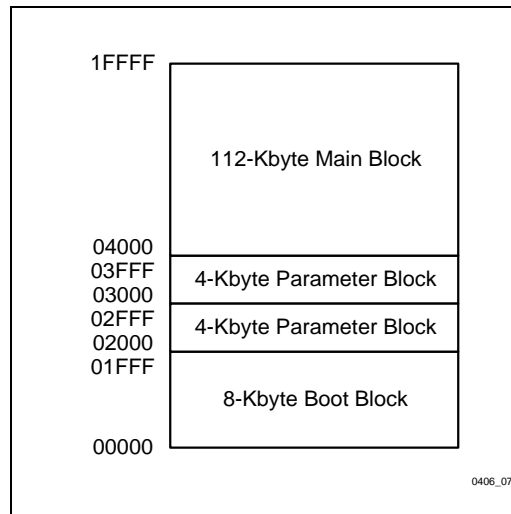 1FFFF
112-Kbyte Main Block
04000
03FFF
4-Kbyte Parameter Block
03000
02FFF
4-Kbyte Parameter Block
02000
01FFF
8-Kbyte Boot Block
00000
0406_07